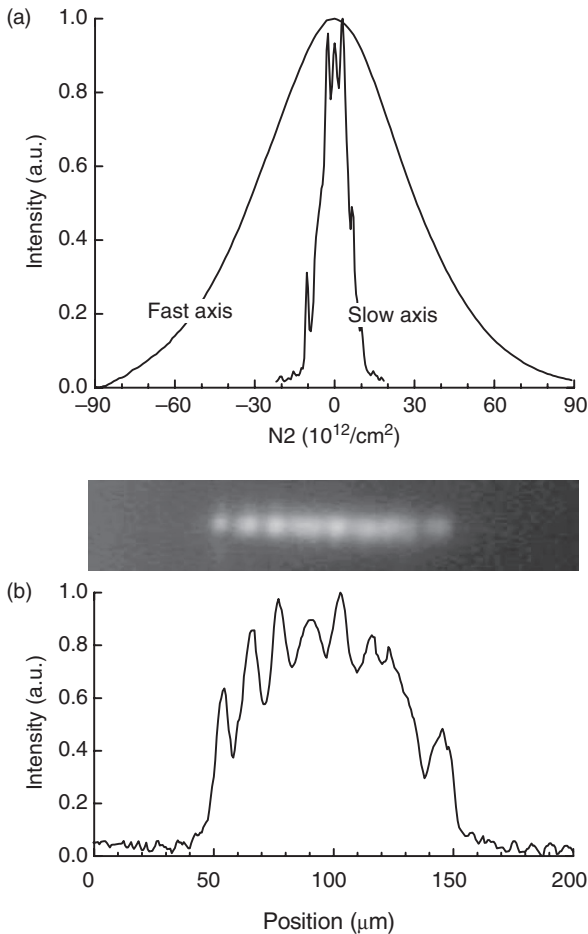 (a)
1.0
0.8
0.6
0.4
0.2
0.0
Intensity (a.u.)
Fast axis
Slow axis
–90 –60 –30 0 30 60 90
N2 (10¹²/cm²)
(b)
1.0
0.8
0.6
0.4
0.2
0.0
Intensity (a.u.)
0 50 100 150 200
Position (μm)